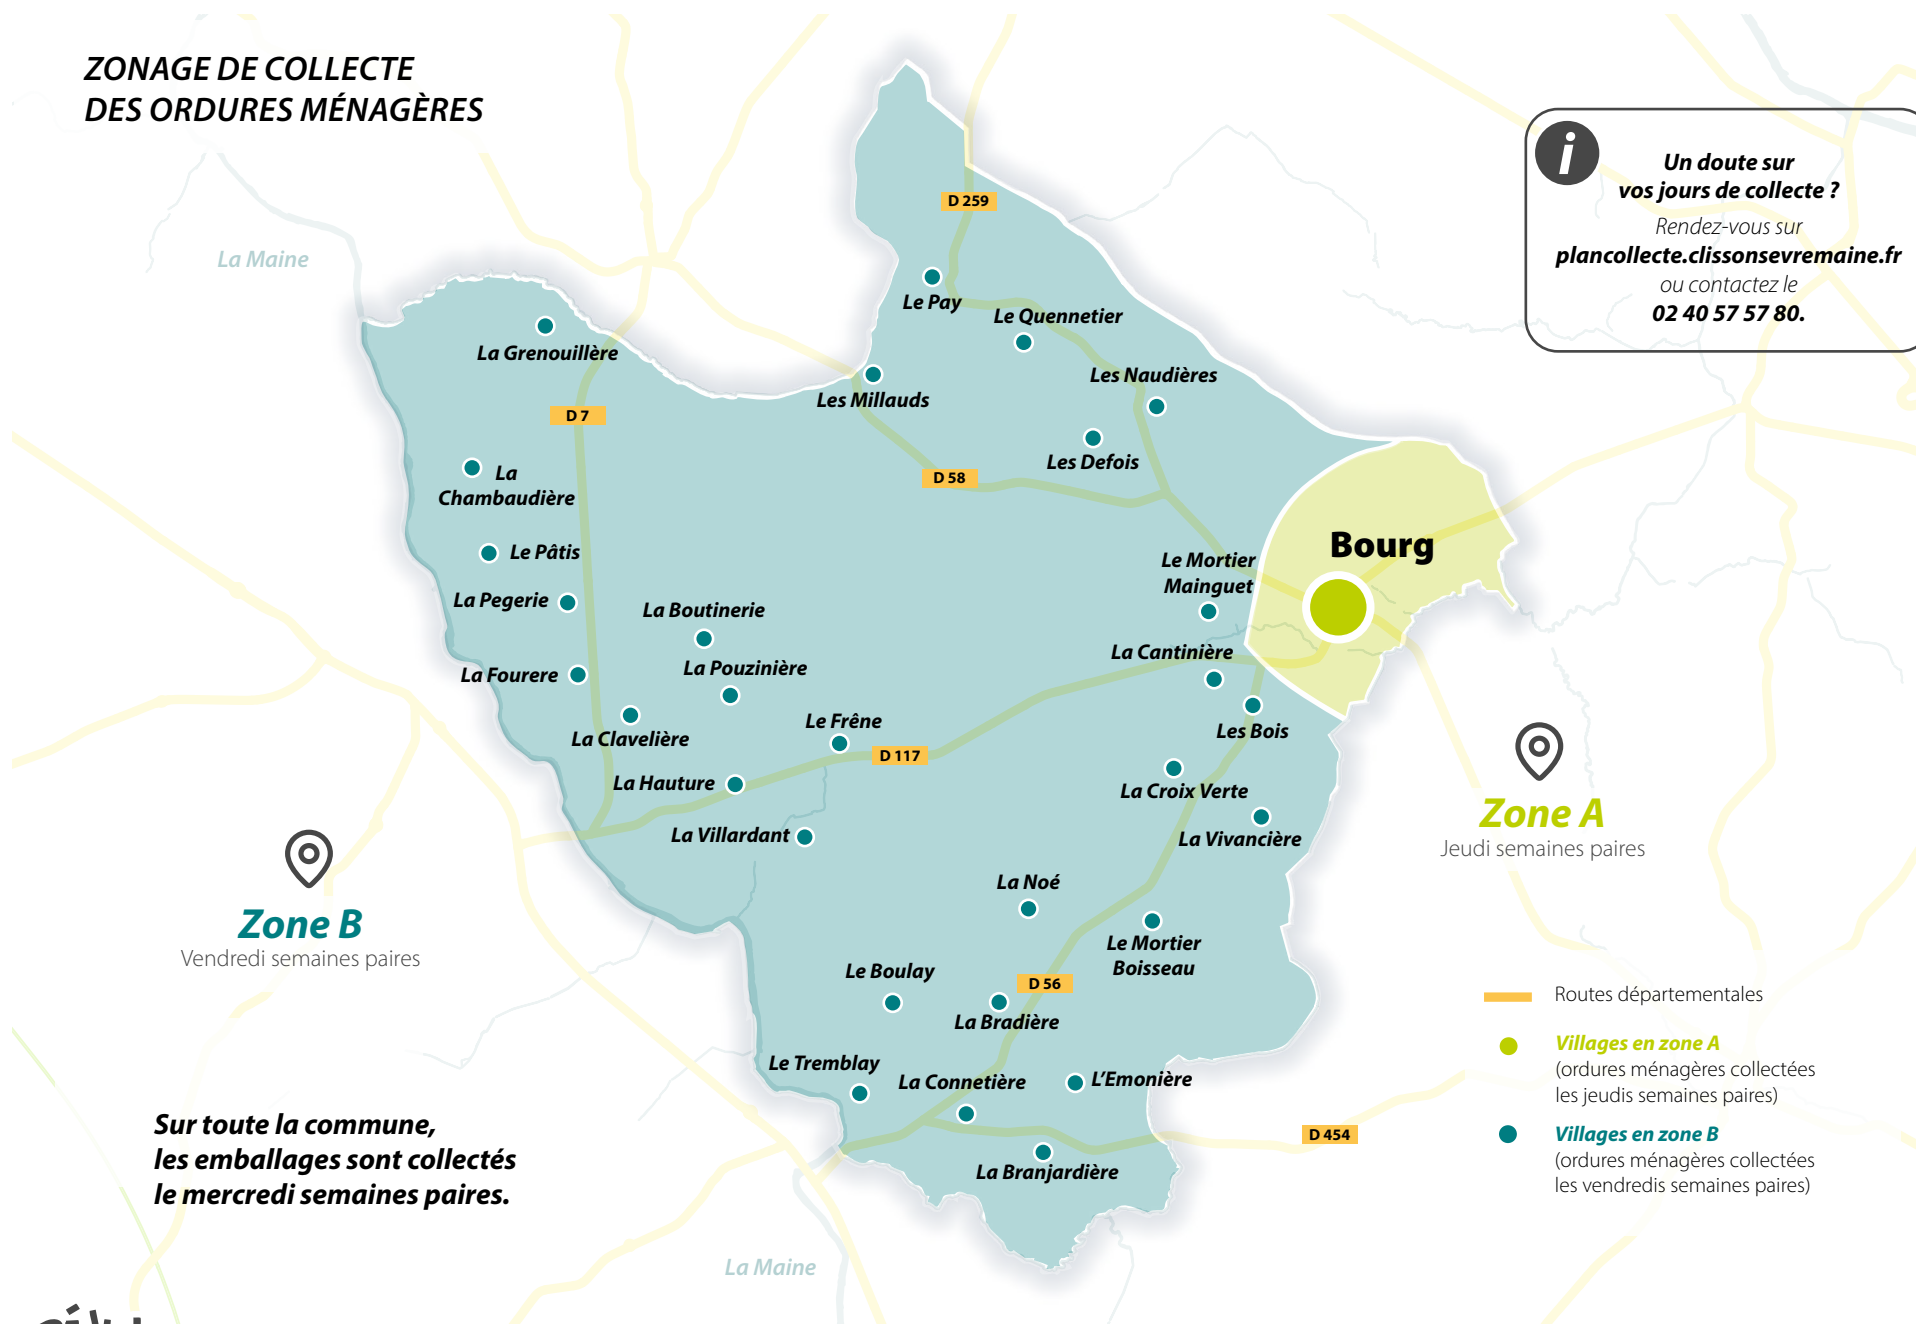 ZONAGE DE COLLECTE
DES ORDURES MÉNAGÈRES
i
Un doute sur
vos jours de collecte ?
Rendez-vous sur
plancollecte.clissonsevremaine.fr
ou contactez le
02 40 57 57 80.
La Maine
D 259
Le Pay
Le Quennetier
La Grenouillère
Les Millauds
Les Naudières
D 7
Les Defois
La
Chambaudière
D 58
Le Pâtis
Bourg
Le Mortier
Mainguet
La Pegerie
La Boutinerie
La Cantinière
La Fourere
La Pouzinière
Le Frêne
La Clavelière
Les Bois
D 117
La Hauture
La Croix Verte
La Villardant
La Vivancière
Zone A
Jeudi semaines paires
La Noé
Zone B
Vendredi semaines paires
Le Mortier
Boisseau
Le Boulay
D 56
La Bradière
Le Tremblay
La Connetière
L'Emonière
D 454
La Branjardière
Routes départementales
Villages en zone A
(ordures ménagères collectées
les jeudis semaines paires)
Villages en zone B
(ordures ménagères collectées
les vendredis semaines paires)
Sur toute la commune,
les emballages sont collectés
le mercredi semaines paires.
La Maine